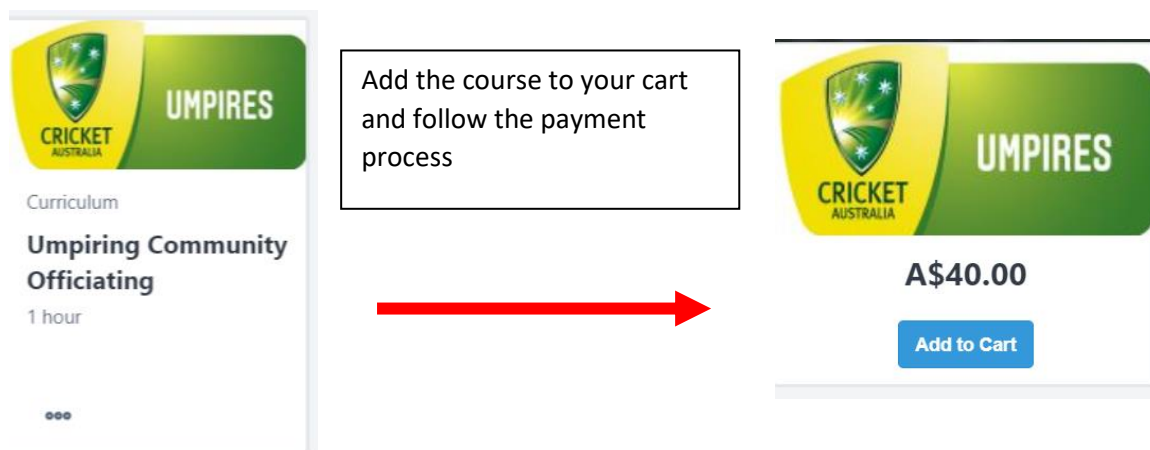 CRICKET
AUSTRALIA
UMPIRES
Curriculum
Umpiring Community
Officiating
1 hour
Add the course to your cart
and follow the payment
process
CRICKET
AUSTRALIA
UMPIRES
A$40.00
Add to Cart